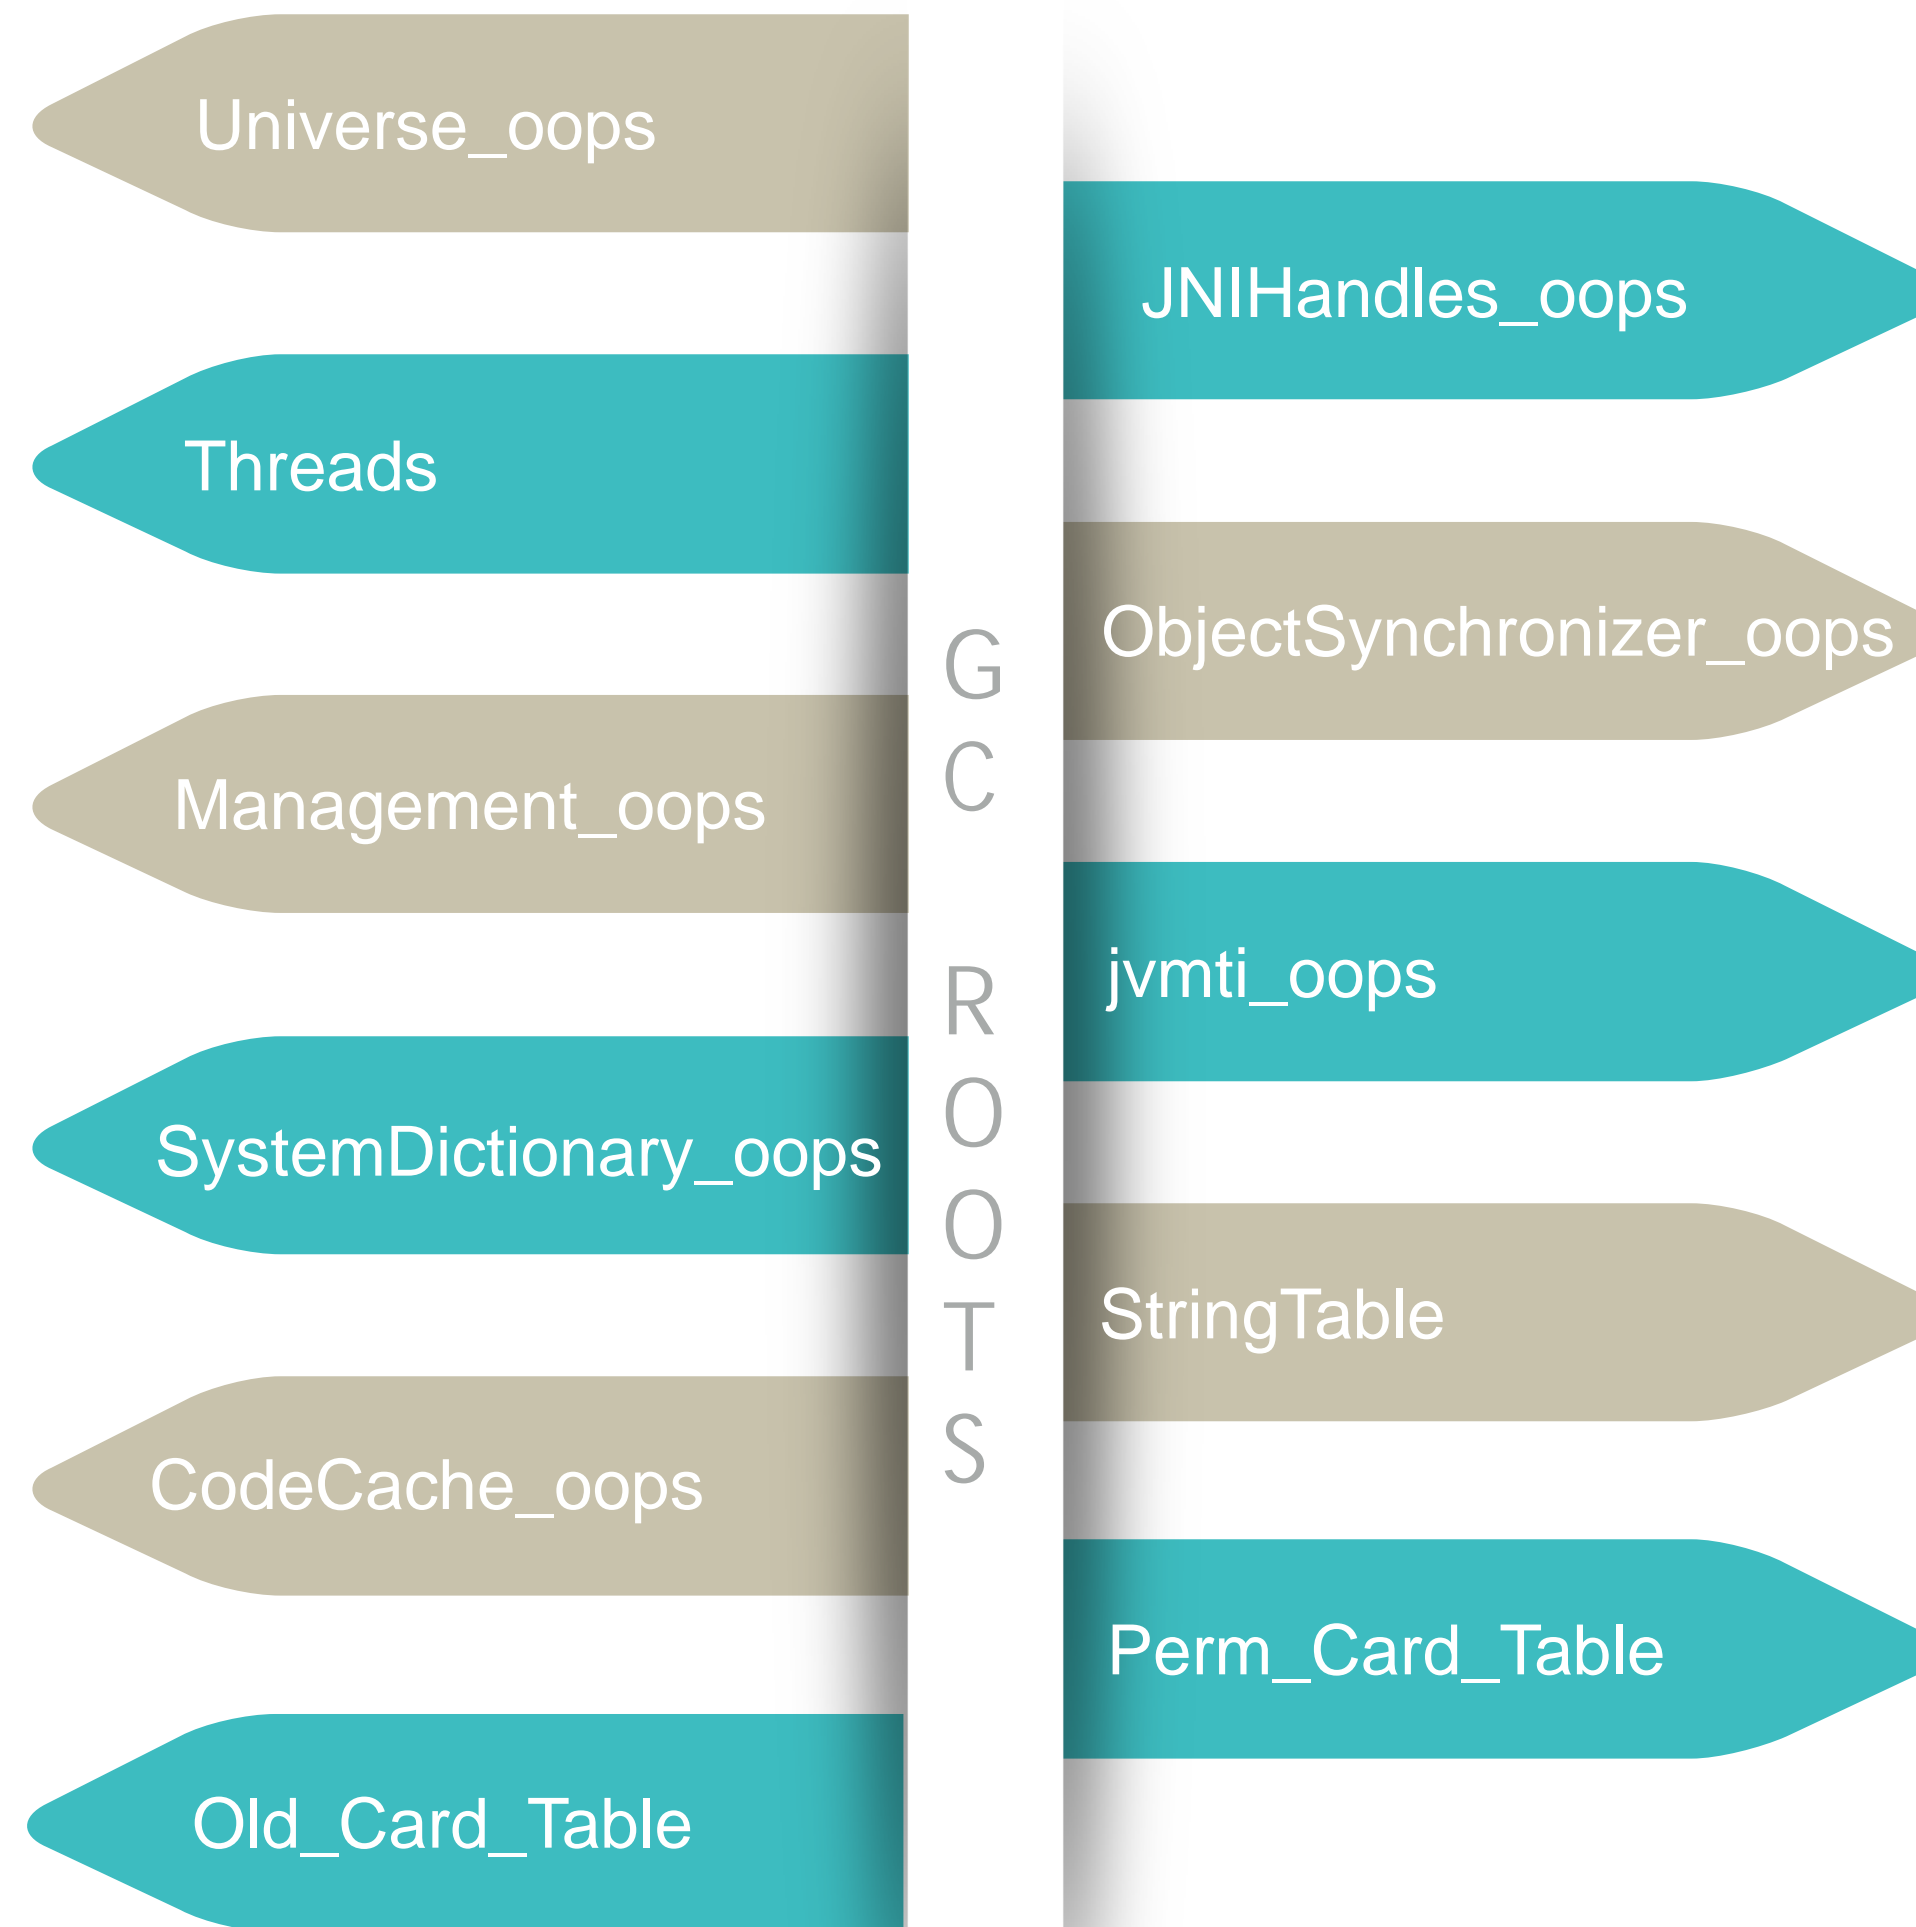 Universe_oops
JNIHandles_oops
Threads
ObjectSynchronizer_oops
Management_oops
jvmti_oops
SystemDictionary_oops
StringTable
CodeCache_oops
Perm_Card_Table
Old_Card_Table
G
C
R
O
O
T
S